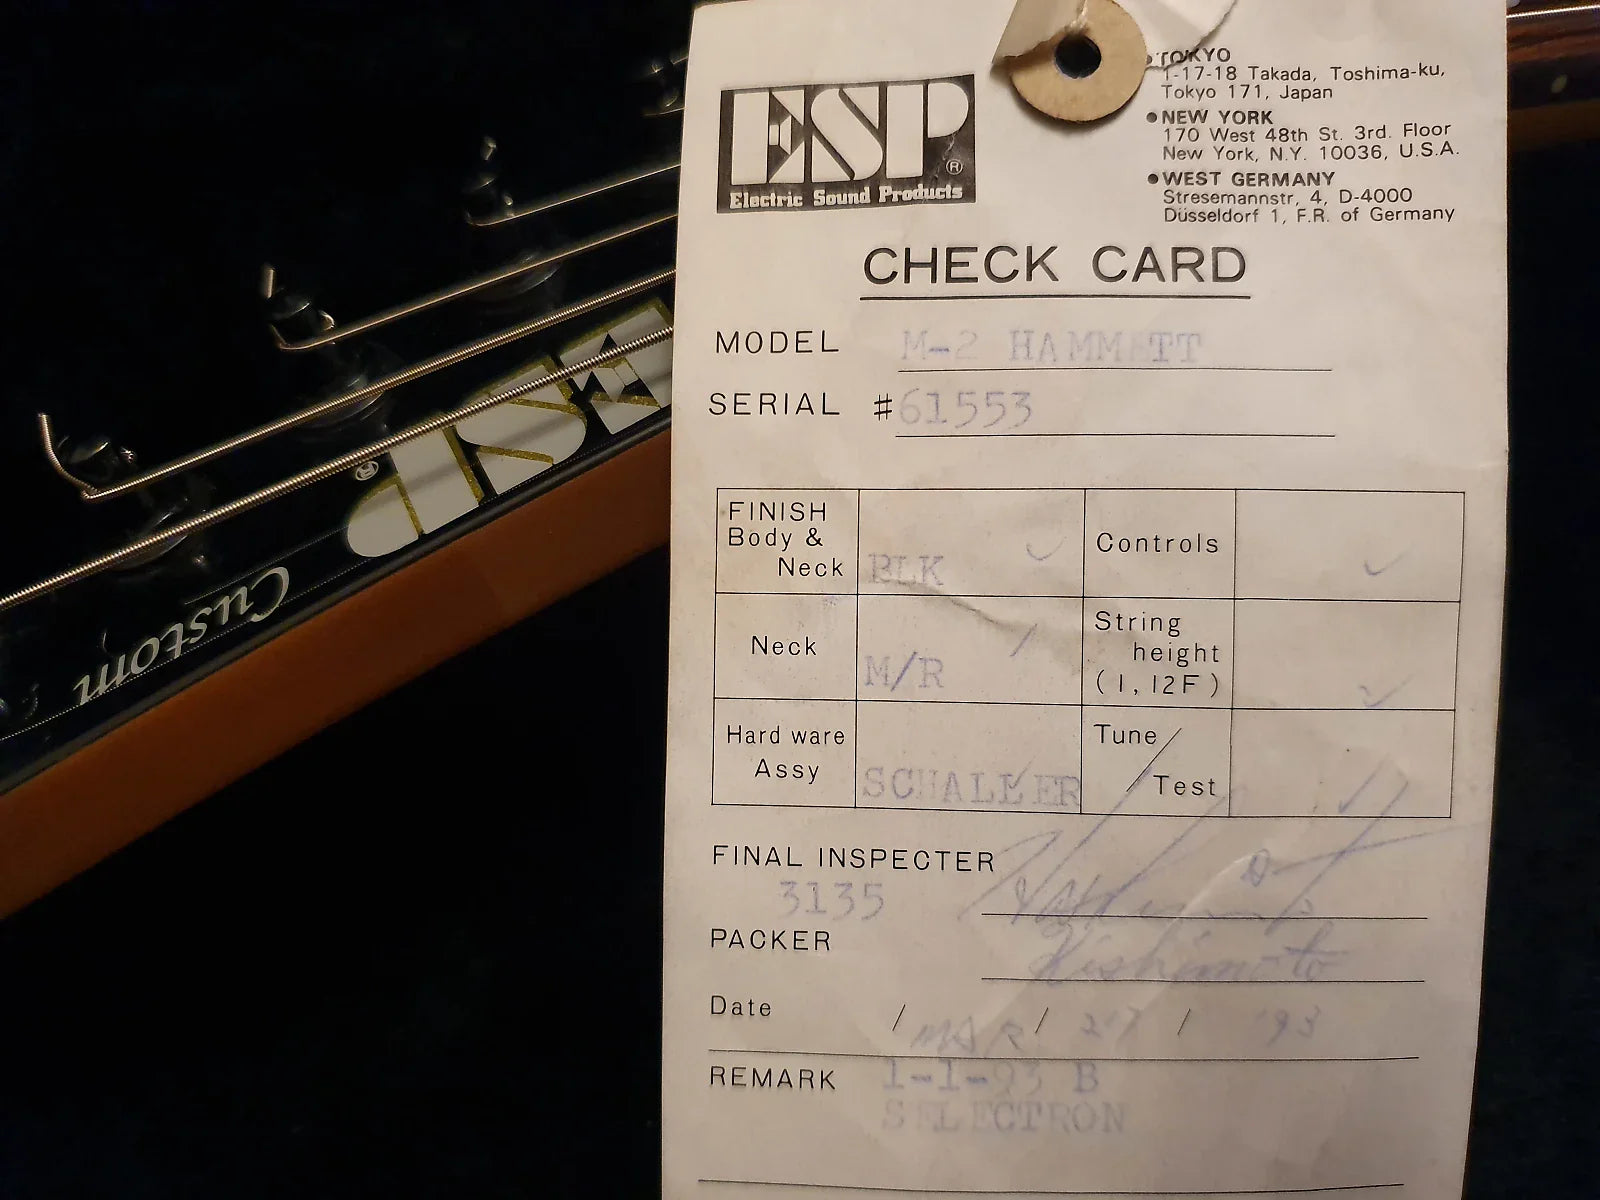 ESP®
Electric Sound Products
•TOKYO
1-17-18 Takada, Toshima-ku,
Tokyo 171, Japan
•NEW YORK
170 West 48th St. 3rd. Floor
New York, N.Y. 10036, U.S.A.
•WEST GERMANY
Stresemannstr, 4, D-4000
Düsseldorf 1, F.R. of Germany
CHECK CARD
MODEL M-2 HAMMETT
SERIAL #61553
FINISH
Body &
Neck
BLK
Controls
Neck
M/R
String
height
(1, 12F)
Hard ware
Assy
SCHALLER
Tune/
Test
FINAL INSPECTER
3135
PACKER Kishimoto
Date / MAR / 27 / '93
REMARK 1-1-93 B
SELECTRON
ESP®
Custom